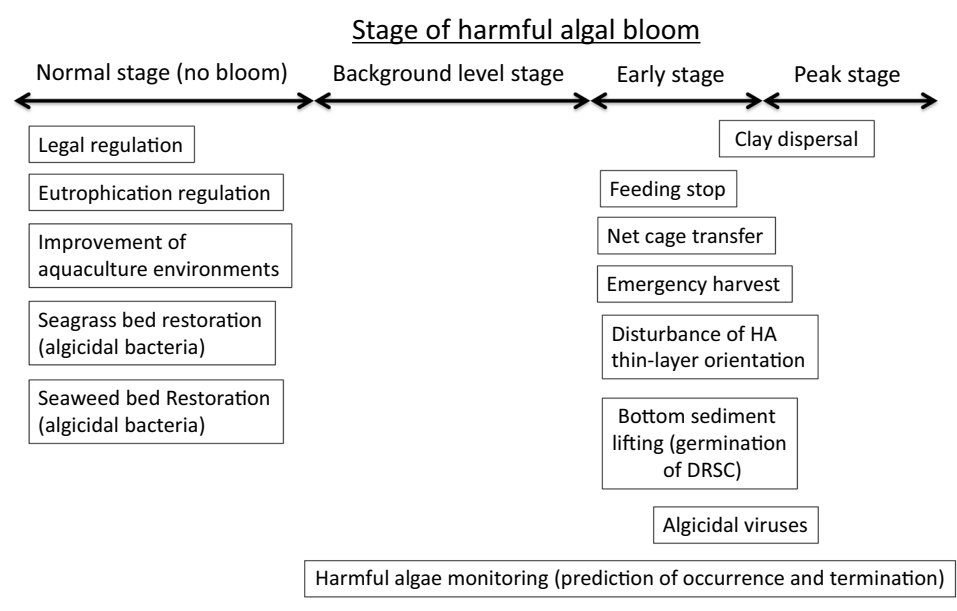 Stage of harmful algal bloom
Normal stage (no bloom)
Background level stage
Early stage
Peak stage
Legal regulation
Eutrophication regulation
Improvement of
aquaculture environments
Seagrass bed restoration
(algicidal bacteria)
Seaweed bed Restoration
(algicidal bacteria)
Clay dispersal
Feeding stop
Net cage transfer
Emergency harvest
Disturbance of HA
thin-layer orientation
Bottom sediment
lifting (germination
of DRSC)
Algicidal viruses
Harmful algae monitoring (prediction of occurrence and termination)